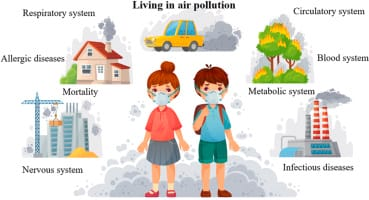 Living in air pollution
Respiratory system
Circulatory system
Allergic diseases
Blood system
Mortality
Metabolic system
Nervous system
Infectious diseases